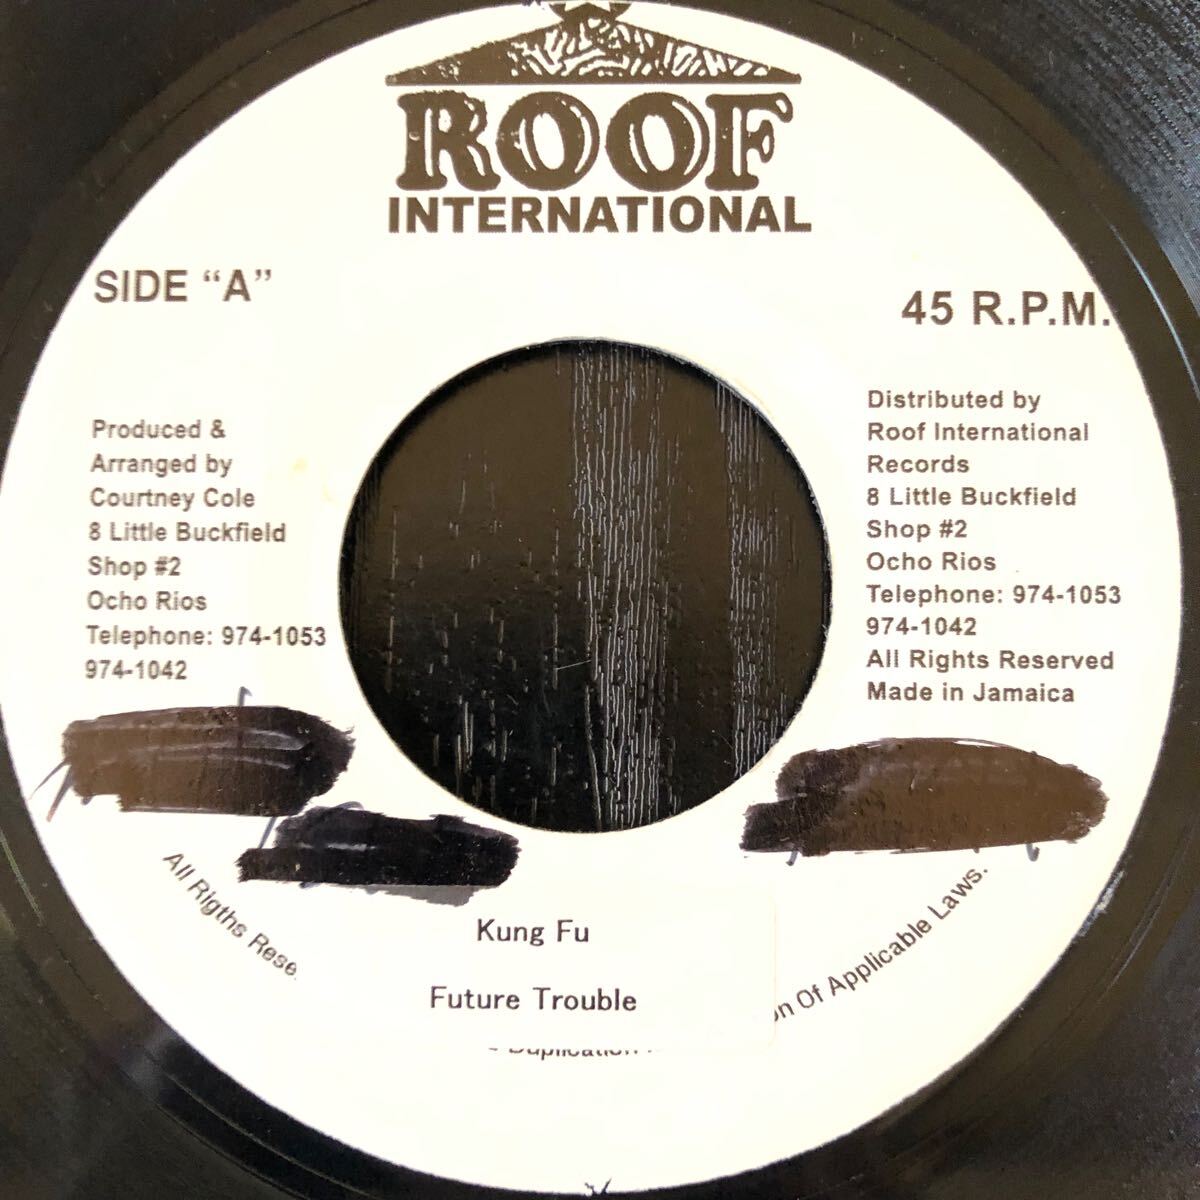 ROOF
INTERNATIONAL
SIDE “A”
45 R.P.M.
Produced &
Arranged by
Courtney Cole
8 Little Buckfield
Shop #2
Ocho Rios
Telephone: 974-1053
974-1042
Distributed by
Roof International
Records
8 Little Buckfield
Shop #2
Ocho Rios
Telephone: 974-1053
974-1042
All Rights Reserved
Made in Jamaica
Kung Fu
Future Trouble
All Rigths Rese
Duplication
on Of Applicable Laws.